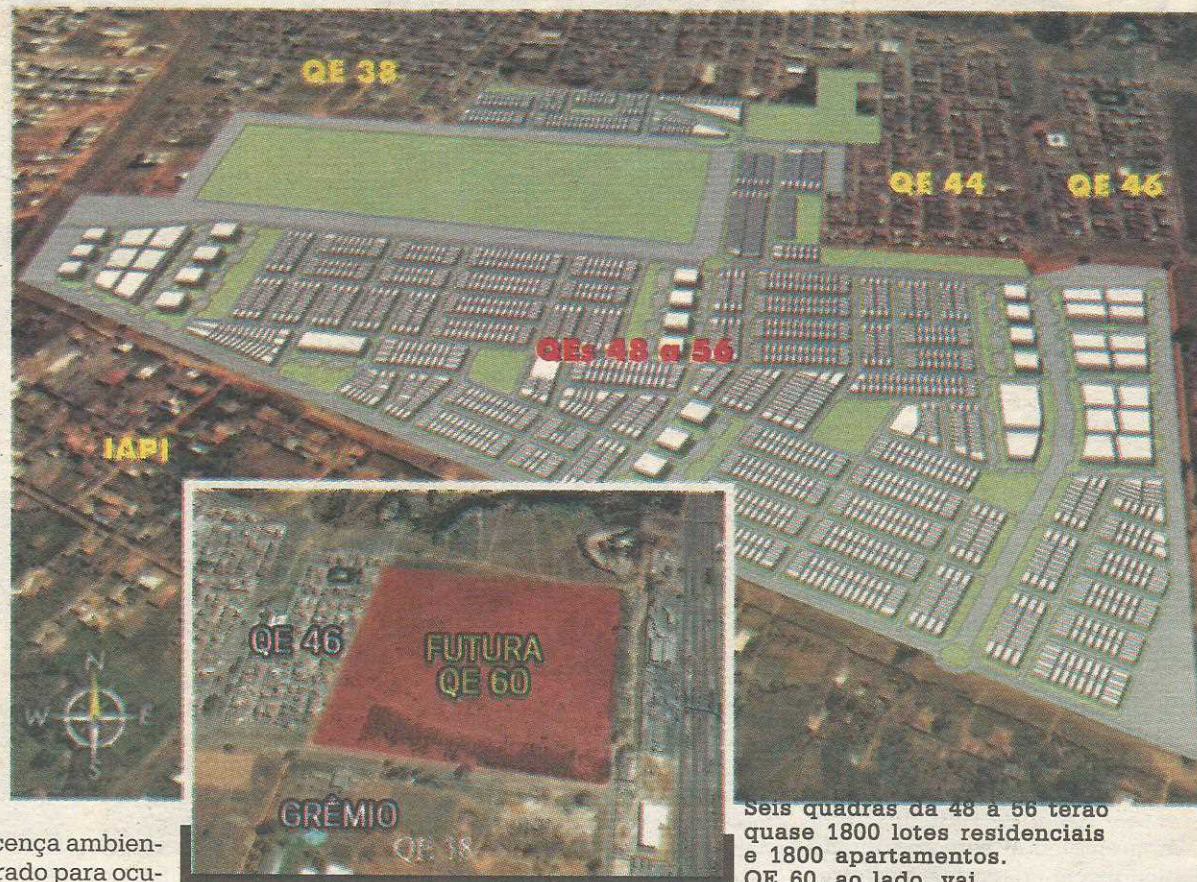 QE 38
QE 44
QE 46
QEs 48 a 56
IAPI
QE 46
FUTURA
QE 60
N
W
E
S
GRÊMIO
QE 38
cença ambien-
rado para ocu-
Seis quadras da 48 à 56 terão
quase 1800 lotes residenciais
e 1800 apartamentos.
QE 60, ao lado, vai